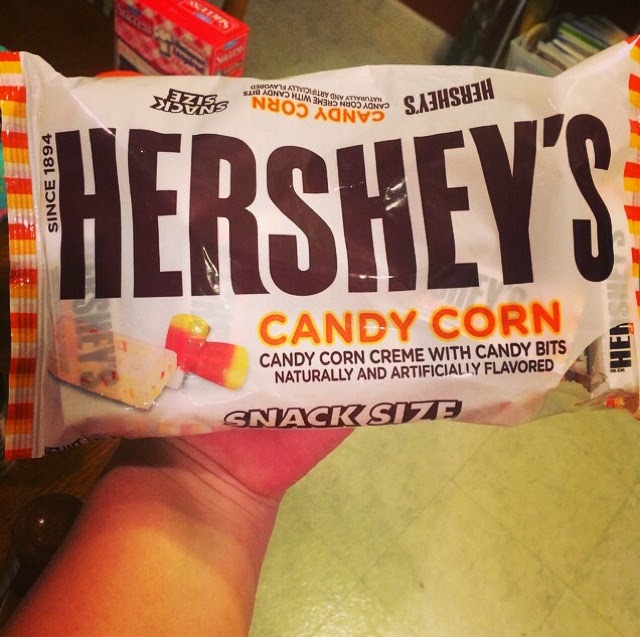 SNACK
SIZE
CANDY CORN
CANDY CORN CREME WITH CANDY BITS
NATURALLY AND ARTIFICIALLY FLAVORED
HERSHEY'S
SINCE 1894
HERSHEY'S
CANDY CORN
CANDY CORN CREME WITH CANDY BITS
NATURALLY AND ARTIFICIALLY FLAVORED
SNACK SIZE
HERSHEY'S